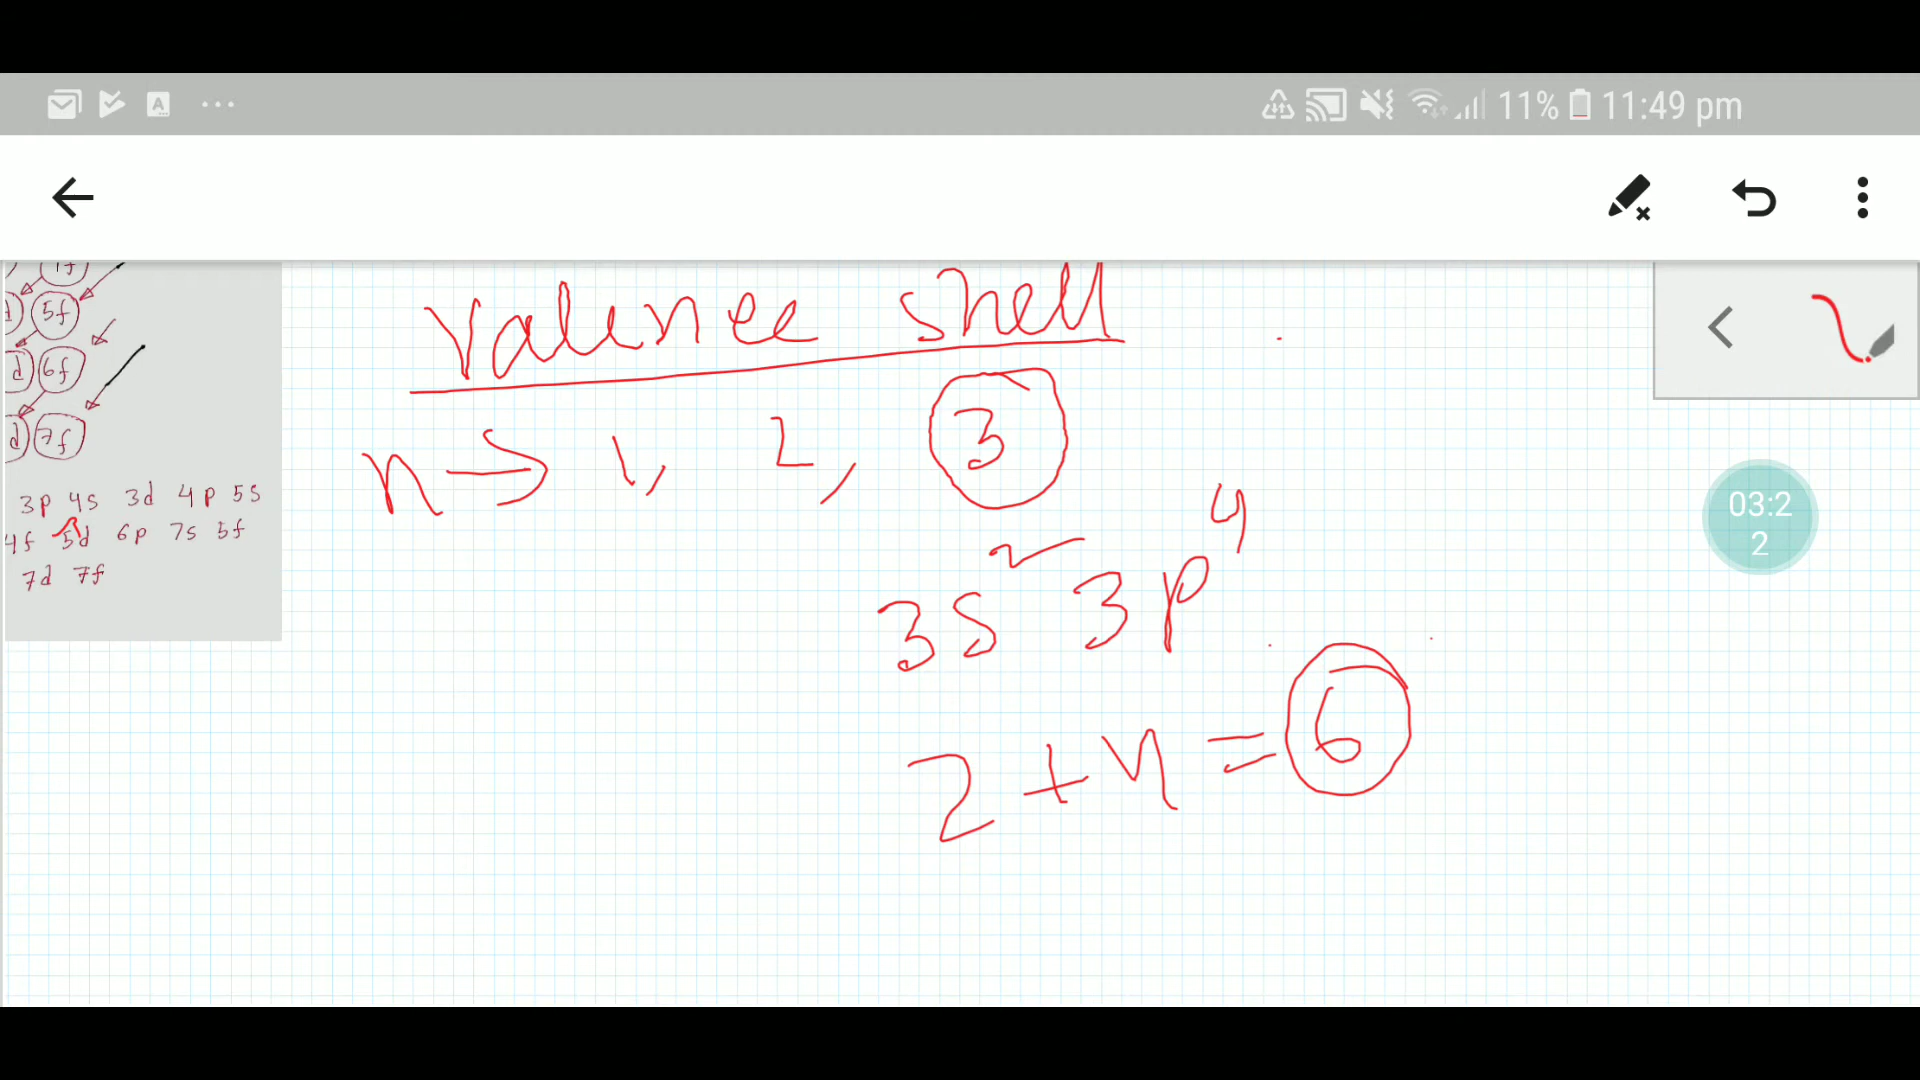 A
11% 11:49 pm
5f
d 6f
d 7f
3p 4s 3d 4p 5s
4f 5d 6p 7s 5f
7d 7f
Valence shell
n → 1, 2, 3
3s² 3p⁴
2 + 4 = 6
03:2
2